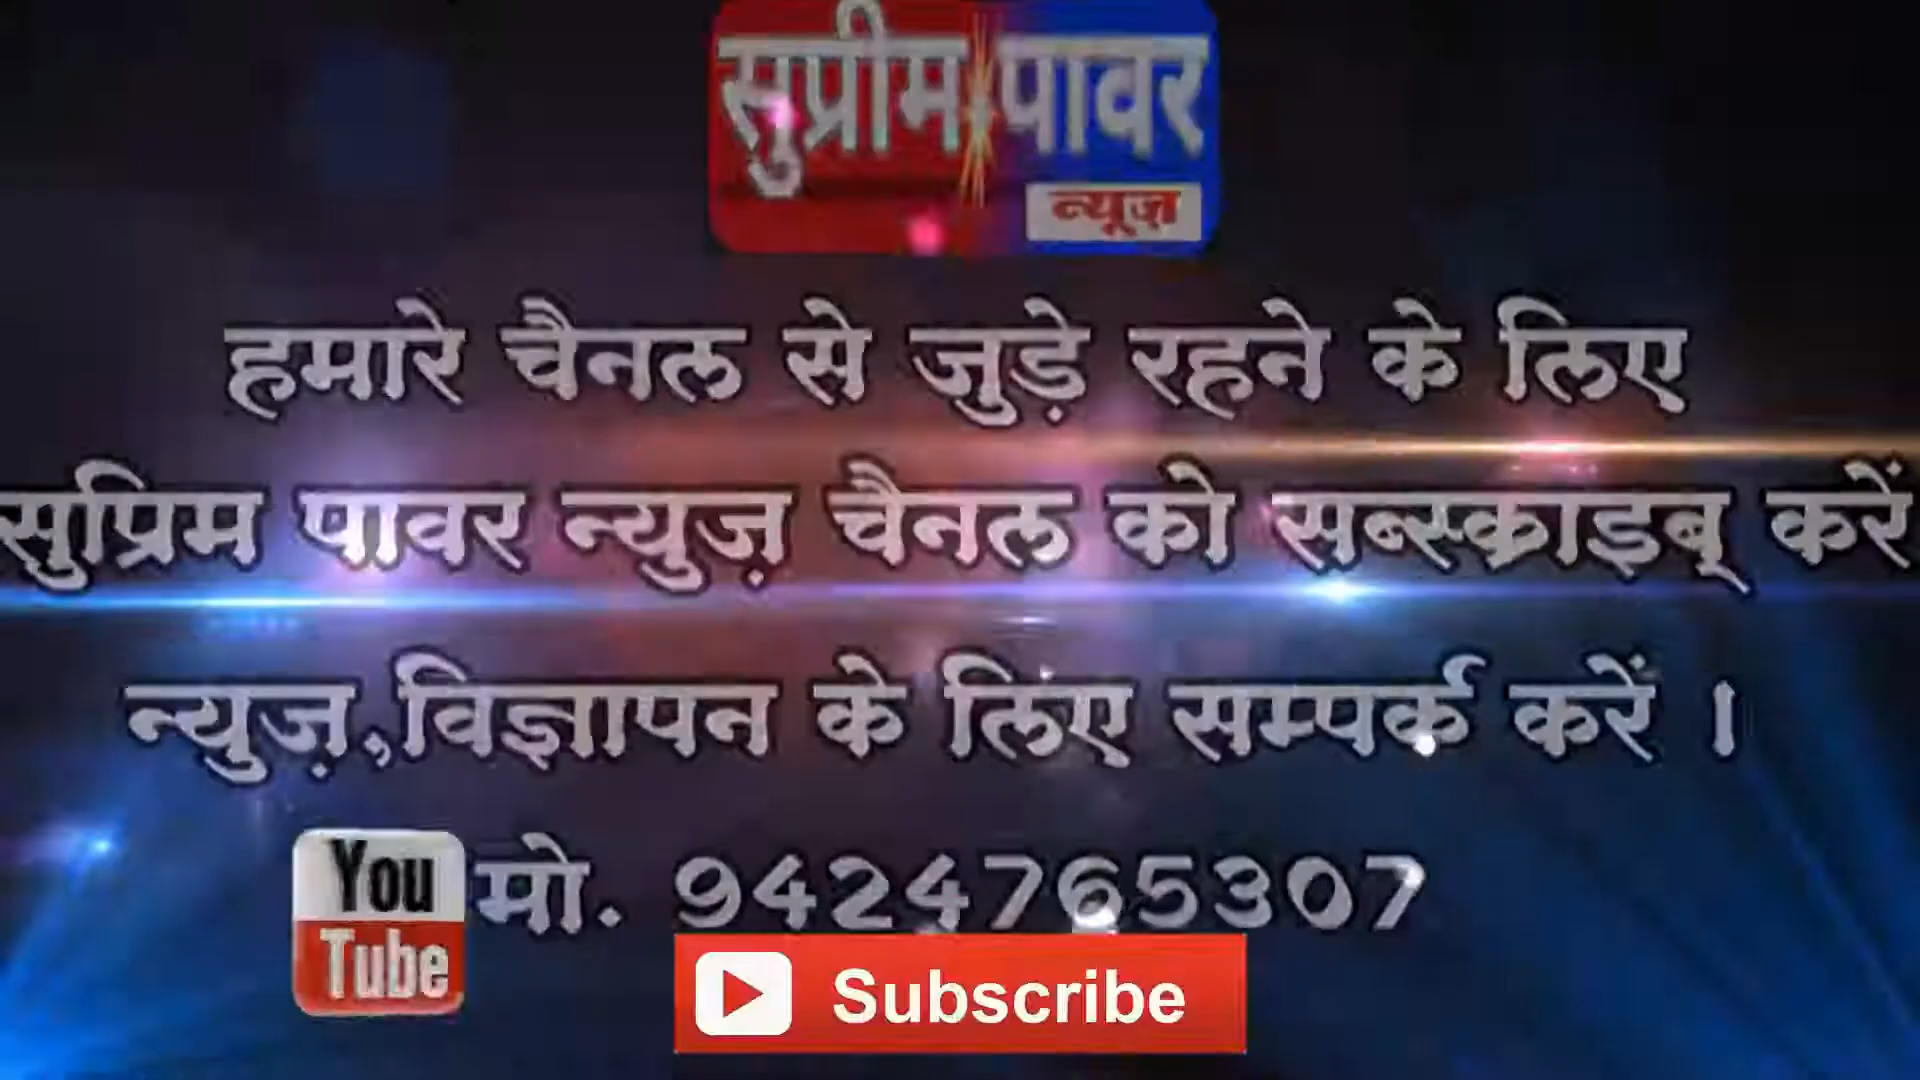 सुप्रीम पावर
न्यूज़
हमारे चैनल से जुड़े रहने के लिए
सुप्रिम पावर न्युज़ चैनल को सब्स्क्राइब् करें
न्युज़,विज्ञापन के लिए सम्पर्क करें ।
You
Tube
मो. 9424765307
Subscribe